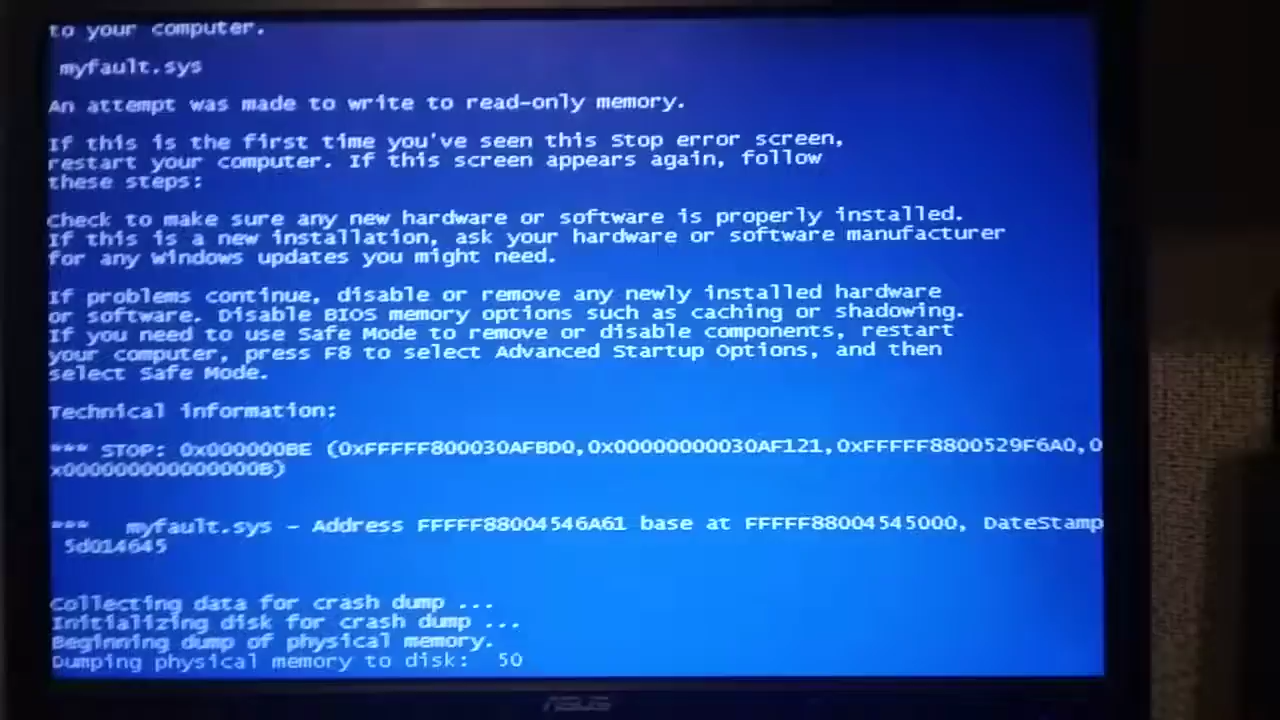 to your computer.
myfault.sys
An attempt was made to write to read-only memory.
If this is the first time you've seen this Stop error screen,
restart your computer. If this screen appears again, follow
these steps:
Check to make sure any new hardware or software is properly installed.
If this is a new installation, ask your hardware or software manufacturer
for any Windows updates you might need.
If problems continue, disable or remove any newly installed hardware
or software. Disable BIOS memory options such as caching or shadowing.
If you need to use Safe Mode to remove or disable components, restart
your computer, press F8 to select Advanced Startup Options, and then
select Safe Mode.
Technical information:
*** STOP: 0x000000BE (0xFFFFF800030AFBD0,0x00000000030AF121,0xFFFFF8800529F6A0,0
x000000000000000B)
*** myfault.sys - Address FFFFF88004546A61 base at FFFFF88004545000, DateStamp
5d014645
Collecting data for crash dump ...
Initializing disk for crash dump ...
Beginning dump of physical memory.
Dumping physical memory to disk: 50
ASUS